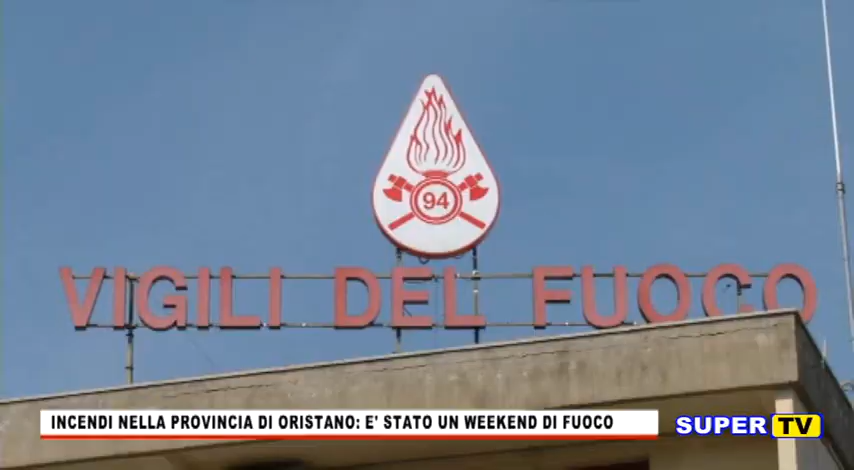 94
VIGILI DEL FUOCO
INCENDI NELLA PROVINCIA DI ORISTANO: E' STATO UN WEEKEND DI FUOCO
SUPER TV